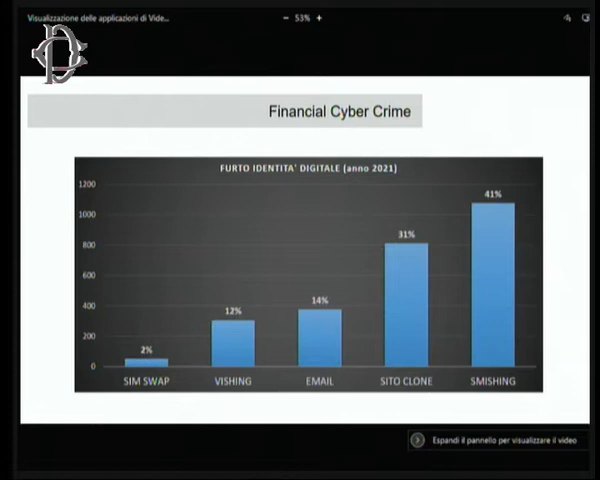 Visualizzazione delle applicazioni di Vide...
− 53% +
Financial Cyber Crime
FURTO IDENTITA' DIGITALE (anno 2021)
1200
1000
800
600
400
200
0
2%
12%
14%
31%
41%
SIM SWAP
VISHING
EMAIL
SITO CLONE
SMISHING
Espandi il pannello per visualizzare il video